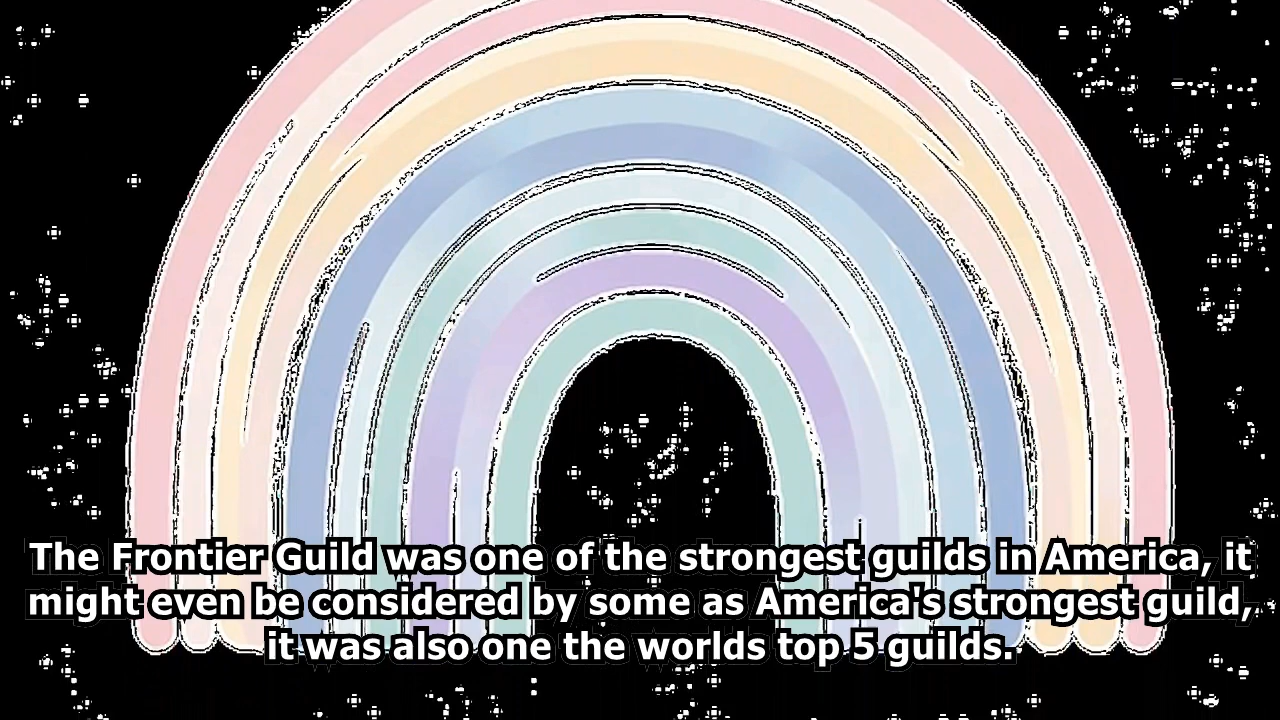 The Frontier Guild was one of the strongest guilds in America, it
might even be considered by some as America's strongest guild,
it was also one the worlds top 5 guilds.